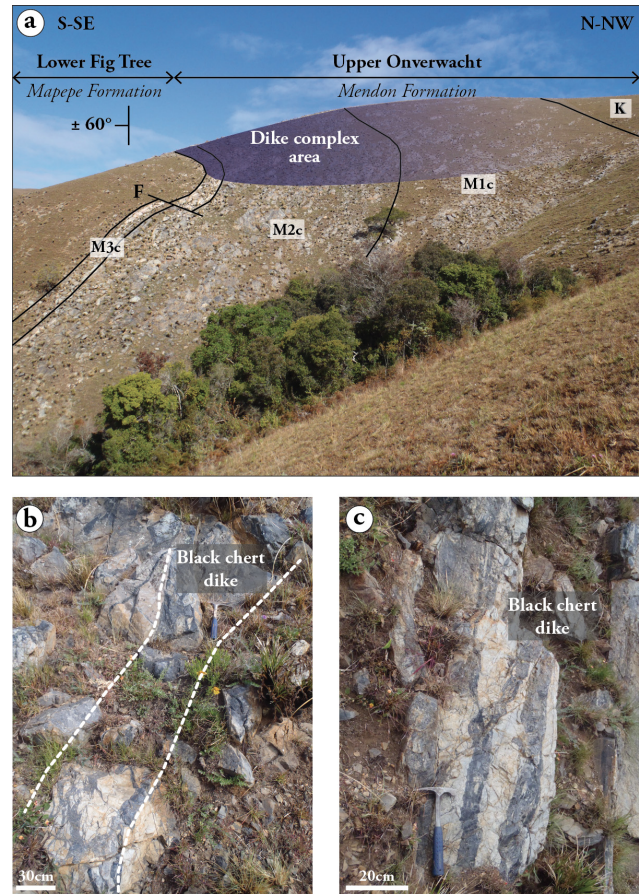 a
S-SE
N-NW
Lower Fig Tree
Upper Onverwacht
Mapepe Formation
Mendon Formation
± 60°
K
Dike complex
area
M1c
F
M2c
M3c
b
Black chert
dike
30cm
c
Black chert
dike
20cm